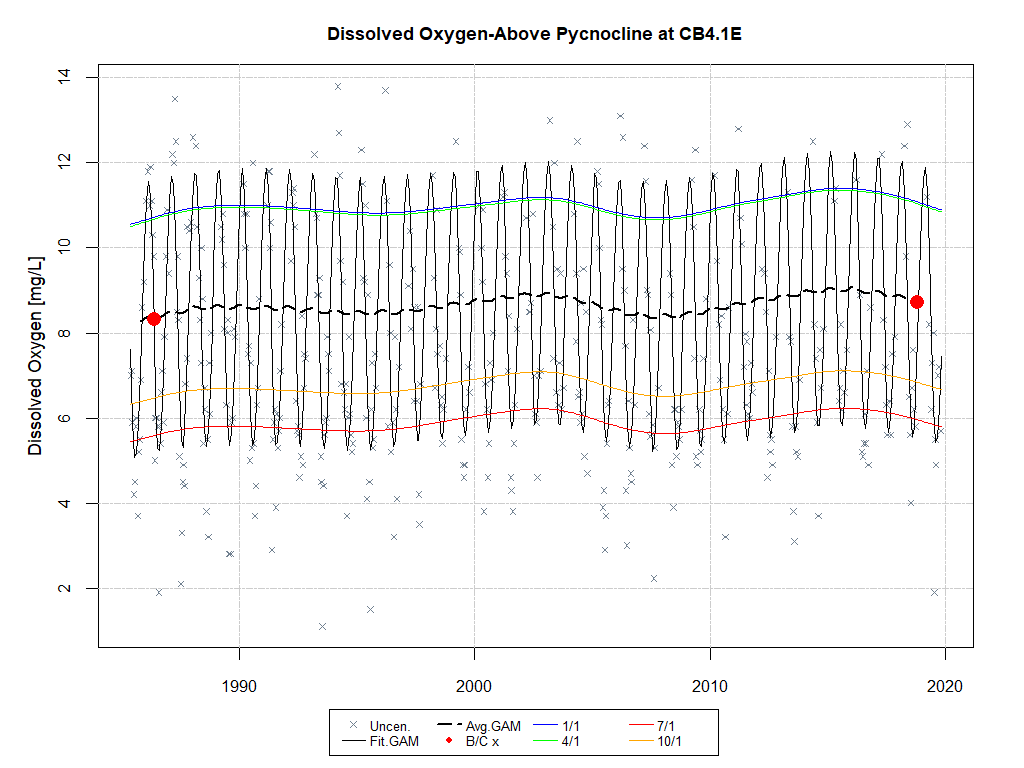 Dissolved Oxygen-Above Pycnocline at CB4.1E
Dissolved Oxygen [mg/L]
14
12
10
8
6
4
2
1990 2000 2010 2020
Uncen. Avg.GAM 1/1 7/1
Fit.GAM B/C x 4/1 10/1